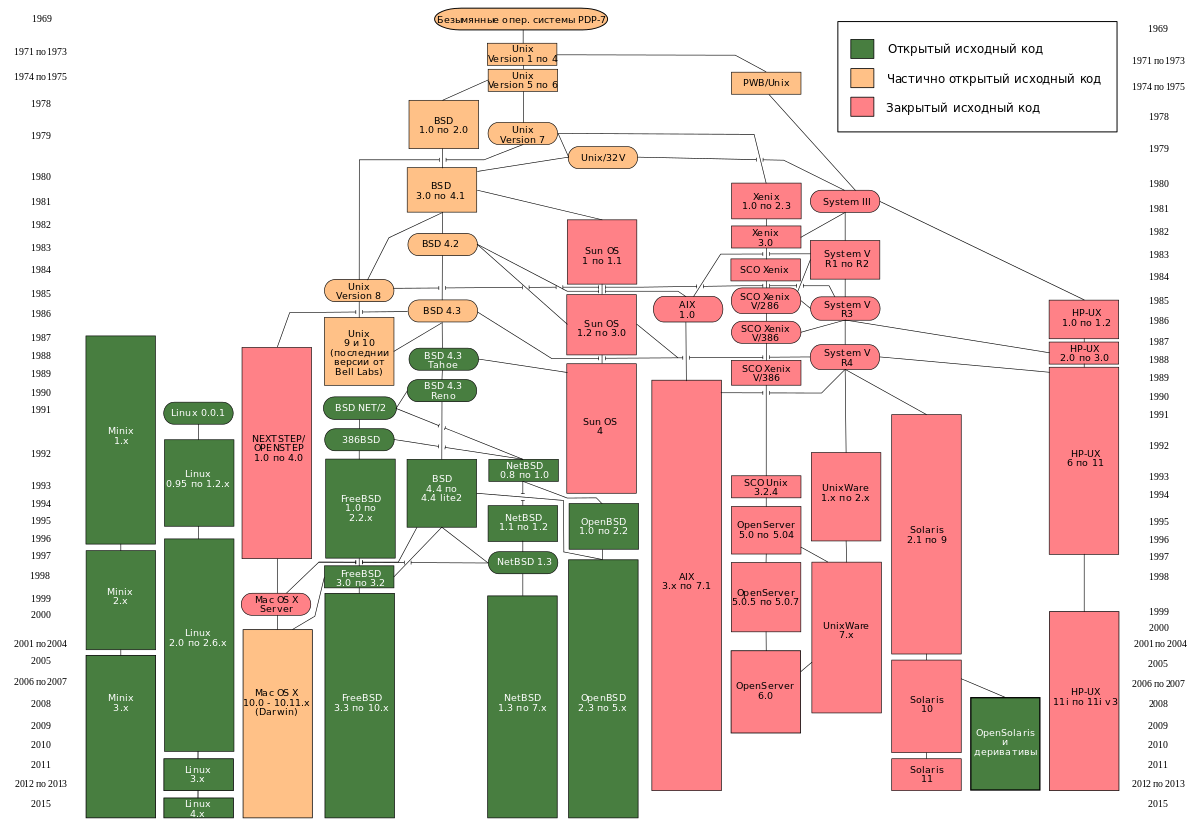 1969
1971 по 1973
1974 по 1975
1978
1979
1980
1981
1982
1983
1984
1985
1986
1987
1988
1989
1990
1991
1992
1993
1994
1995
1996
1997
1998
1999
2000
2001 по 2004
2005
2006 по 2007
2008
2009
2010
2011
2012 по 2013
2015
Безымянные опер. системы PDP-7
Unix
Version 1 по 4
Unix
Version 5 по 6
PWB/Unix
BSD
1.0 по 2.0
Unix
Version 7
Unix/32V
BSD
3.0 по 4.1
Xenix
1.0 по 2.3
System III
Xenix
3.0
BSD 4.2
Sun OS
1 по 1.1
System V
R1 по R2
SCO Xenix
Unix
Version 8
SCO Xenix
V/286
AIX
1.0
System V
R3
BSD 4.3
HP-UX
1.0 по 1.2
Sun OS
1.2 по 3.0
SCO Xenix
V/386
Unix
9 и 10
(последнии
версии от
Bell Labs)
BSD 4.3
Tahoe
System V
R4
HP-UX
2.0 по 3.0
SCO Xenix
V/386
BSD 4.3
Reno
BSD NET/2
Linux 0.0.1
Minix
1.x
NEXTSTEP/
OPENSTEP
1.0 по 4.0
386BSD
Sun OS
4
HP-UX
6 по 11
Linux
0.95 по 1.2.x
NetBSD
0.8 по 1.0
BSD
4.4 по
4.4 lite2
SCO Unix
3.2.4
UnixWare
1.x по 2.x
FreeBSD
1.0 по
2.2.x
NetBSD
1.1 по 1.2
OpenBSD
1.0 по 2.2
OpenServer
5.0 по 5.04
Solaris
2.1 по 9
NetBSD 1.3
FreeBSD
3.0 по 3.2
AIX
3.x по 7.1
Minix
2.x
Mac OS X
Server
OpenServer
5.0.5 по 5.0.7
UnixWare
7.x
Linux
2.0 по 2.6.x
Minix
3.x
Mac OS X
10.0 - 10.11.x
(Darwin)
FreeBSD
3.3 по 10.x
NetBSD
1.3 по 7.x
OpenBSD
2.3 по 5.x
OpenServer
6.0
Solaris
10
HP-UX
11i по 11i v3
OpenSolaris
и
деривативы
Linux
3.x
Solaris
11
Linux
4.x
Открытый исходный код
Частично открытый исходный код
Закрытый исходный код
1969
1971 по 1973
1974 по 1975
1978
1979
1980
1981
1982
1983
1984
1985
1986
1987
1988
1989
1990
1991
1992
1993
1994
1995
1996
1997
1998
1999
2000
2001 по 2004
2005
2006 по 2007
2008
2009
2010
2011
2012 по 2013
2015